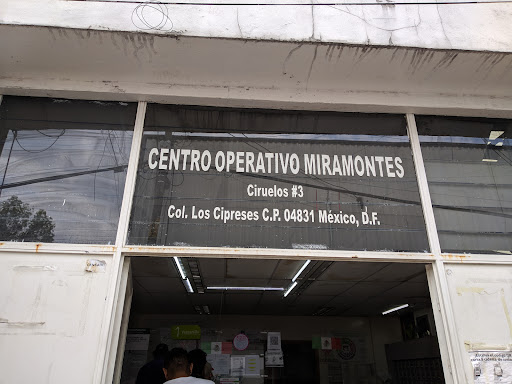 CENTRO OPERATIVO MIRAMONTES
Ciruelos #3
Col. Los Cipreses C.P. 04831 México, D.F.